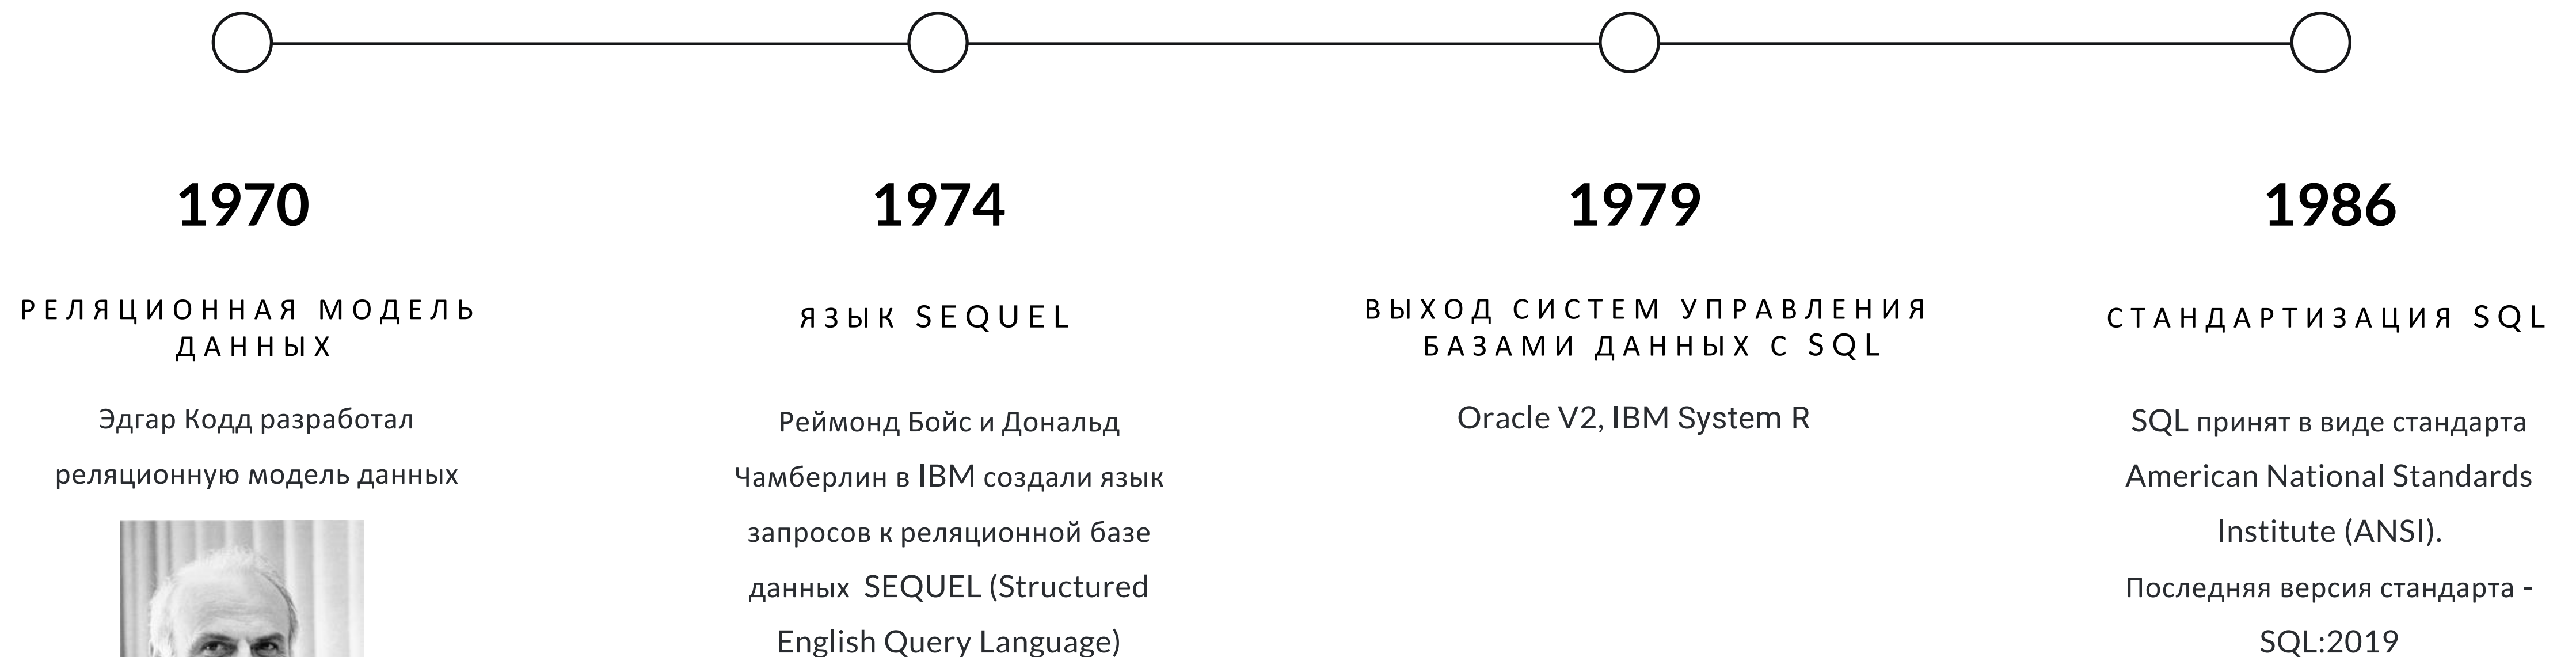 1970
РЕЛЯЦИОННАЯ МОДЕЛЬ
ДАННЫХ
Эдгар Кодд разработал
реляционную модель данных
1974
ЯЗЫК SEQUEL
Реймонд Бойс и Дональд
Чамберлин в IBM создали язык
запросов к реляционной базе
данных SEQUEL (Structured
English Query Language)
1979
ВЫХОД СИСТЕМ УПРАВЛЕНИЯ
БАЗАМИ ДАННЫХ С SQL
Oracle V2, IBM System R
1986
СТАНДАРТИЗАЦИЯ SQL
SQL принят в виде стандарта
American National Standards
Institute (ANSI).
Последняя версия стандарта -
SQL:2019